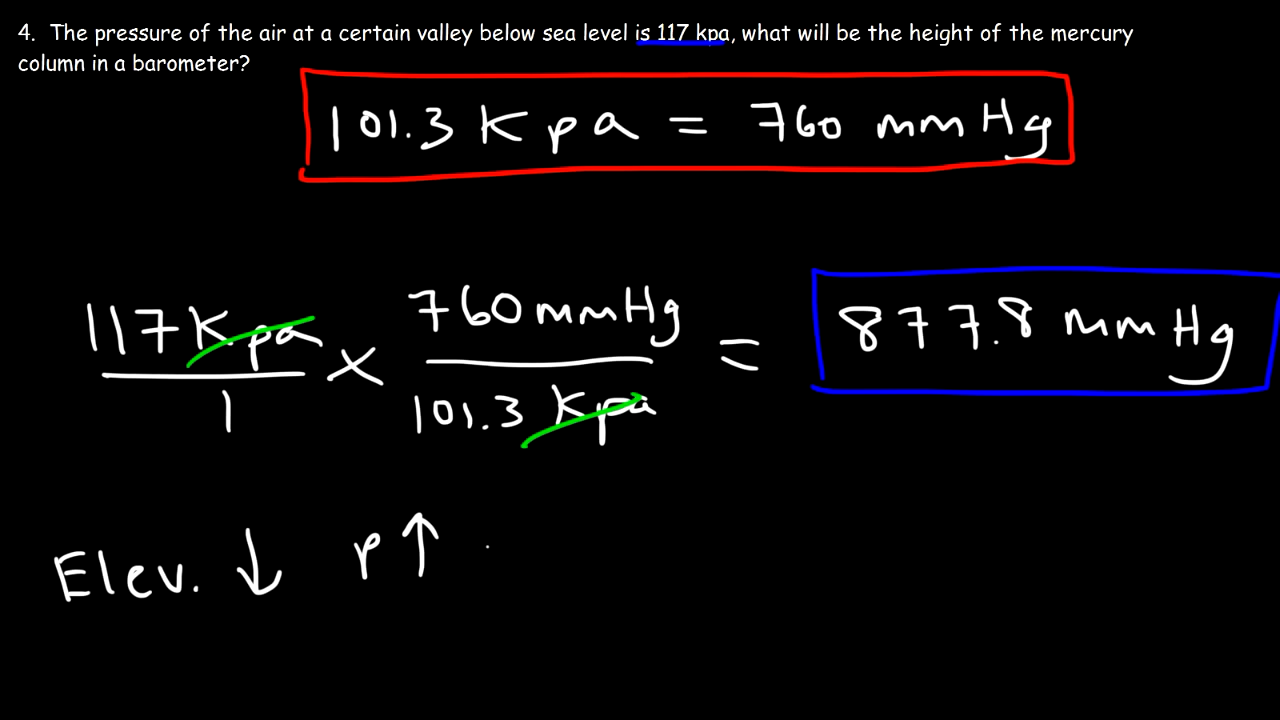 4. The pressure of the air at a certain valley below sea level is 117 kpa, what will be the height of the mercury
column in a barometer?
101.3 Kpa = 760 mmHg
117 Kpa / 1 × 760 mmHg / 101.3 Kpa = 877.8 mmHg
Elev. ↓ P ↑